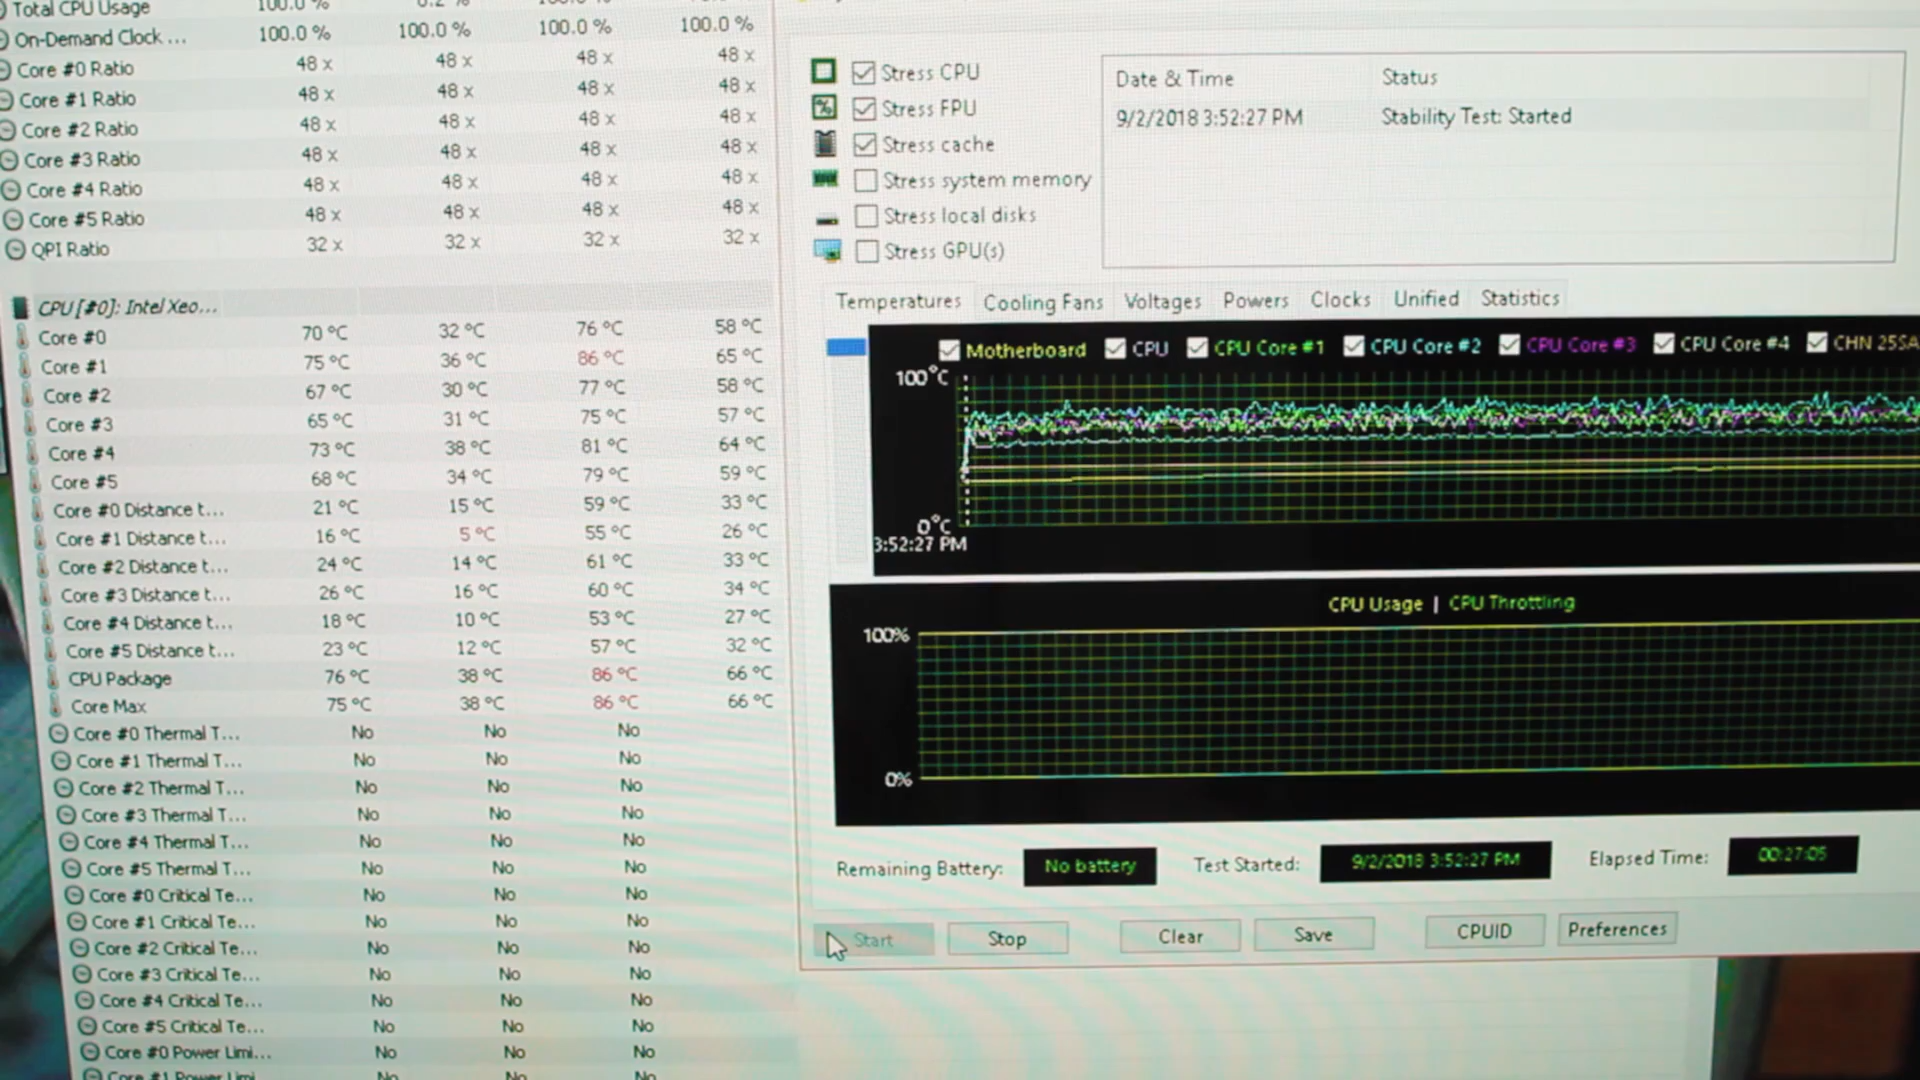 Total CPU Usage 100.0 %
On-Demand Clock ... 100.0 % 100.0 % 100.0 % 100.0 %
Core #0 Ratio 48 x 48 x 48 x 48 x
Core #1 Ratio 48 x 48 x 48 x 48 x
Core #2 Ratio 48 x 48 x 48 x 48 x
Core #3 Ratio 48 x 48 x 48 x 48 x
Core #4 Ratio 48 x 48 x 48 x 48 x
Core #5 Ratio 48 x 48 x 48 x 48 x
QPI Ratio 32 x 32 x 32 x 32 x
CPU [#0]: Intel Xeo...
Core #0 70 °C 32 °C 76 °C 58 °C
Core #1 75 °C 36 °C 86 °C 65 °C
Core #2 67 °C 30 °C 77 °C 58 °C
Core #3 65 °C 31 °C 75 °C 57 °C
Core #4 73 °C 38 °C 81 °C 64 °C
Core #5 68 °C 34 °C 79 °C 59 °C
Core #0 Distance t... 21 °C 15 °C 59 °C 33 °C
Core #1 Distance t... 16 °C 5 °C 55 °C 26 °C
Core #2 Distance t... 24 °C 14 °C 61 °C 33 °C
Core #3 Distance t... 26 °C 16 °C 60 °C 34 °C
Core #4 Distance t... 18 °C 10 °C 53 °C 27 °C
Core #5 Distance t... 23 °C 12 °C 57 °C 32 °C
CPU Package 76 °C 38 °C 86 °C 66 °C
Core Max 75 °C 38 °C 86 °C 66 °C
Core #0 Thermal T... No No No
Core #1 Thermal T... No No No
Core #2 Thermal T... No No No
Core #3 Thermal T... No No No
Core #4 Thermal T... No No No
Core #5 Thermal T... No No No
Core #0 Critical Te... No No No
Core #1 Critical Te... No No No
Core #2 Critical Te... No No No
Core #3 Critical Te... No No No
Core #4 Critical Te... No No No
Core #5 Critical Te... No No No
Core #0 Power Limi... No No No
Core #1 Power Limi... No No No
Stress CPU
Stress FPU
Stress cache
Stress system memory
Stress local disks
Stress GPU(s)
Date & Time Status
9/2/2018 3:52:27 PM Stability Test: Started
Temperatures Cooling Fans Voltages Powers Clocks Unified Statistics
Motherboard CPU CPU Core #1 CPU Core #2 CPU Core #3 CPU Core #4 CHN 25SA
100°C
0°C
3:52:27 PM
CPU Usage | CPU Throttling
100%
0%
Remaining Battery: No battery Test Started: 9/2/2018 3:52:27 PM Elapsed Time: 00:27:05
Start Stop Clear Save CPUID Preferences